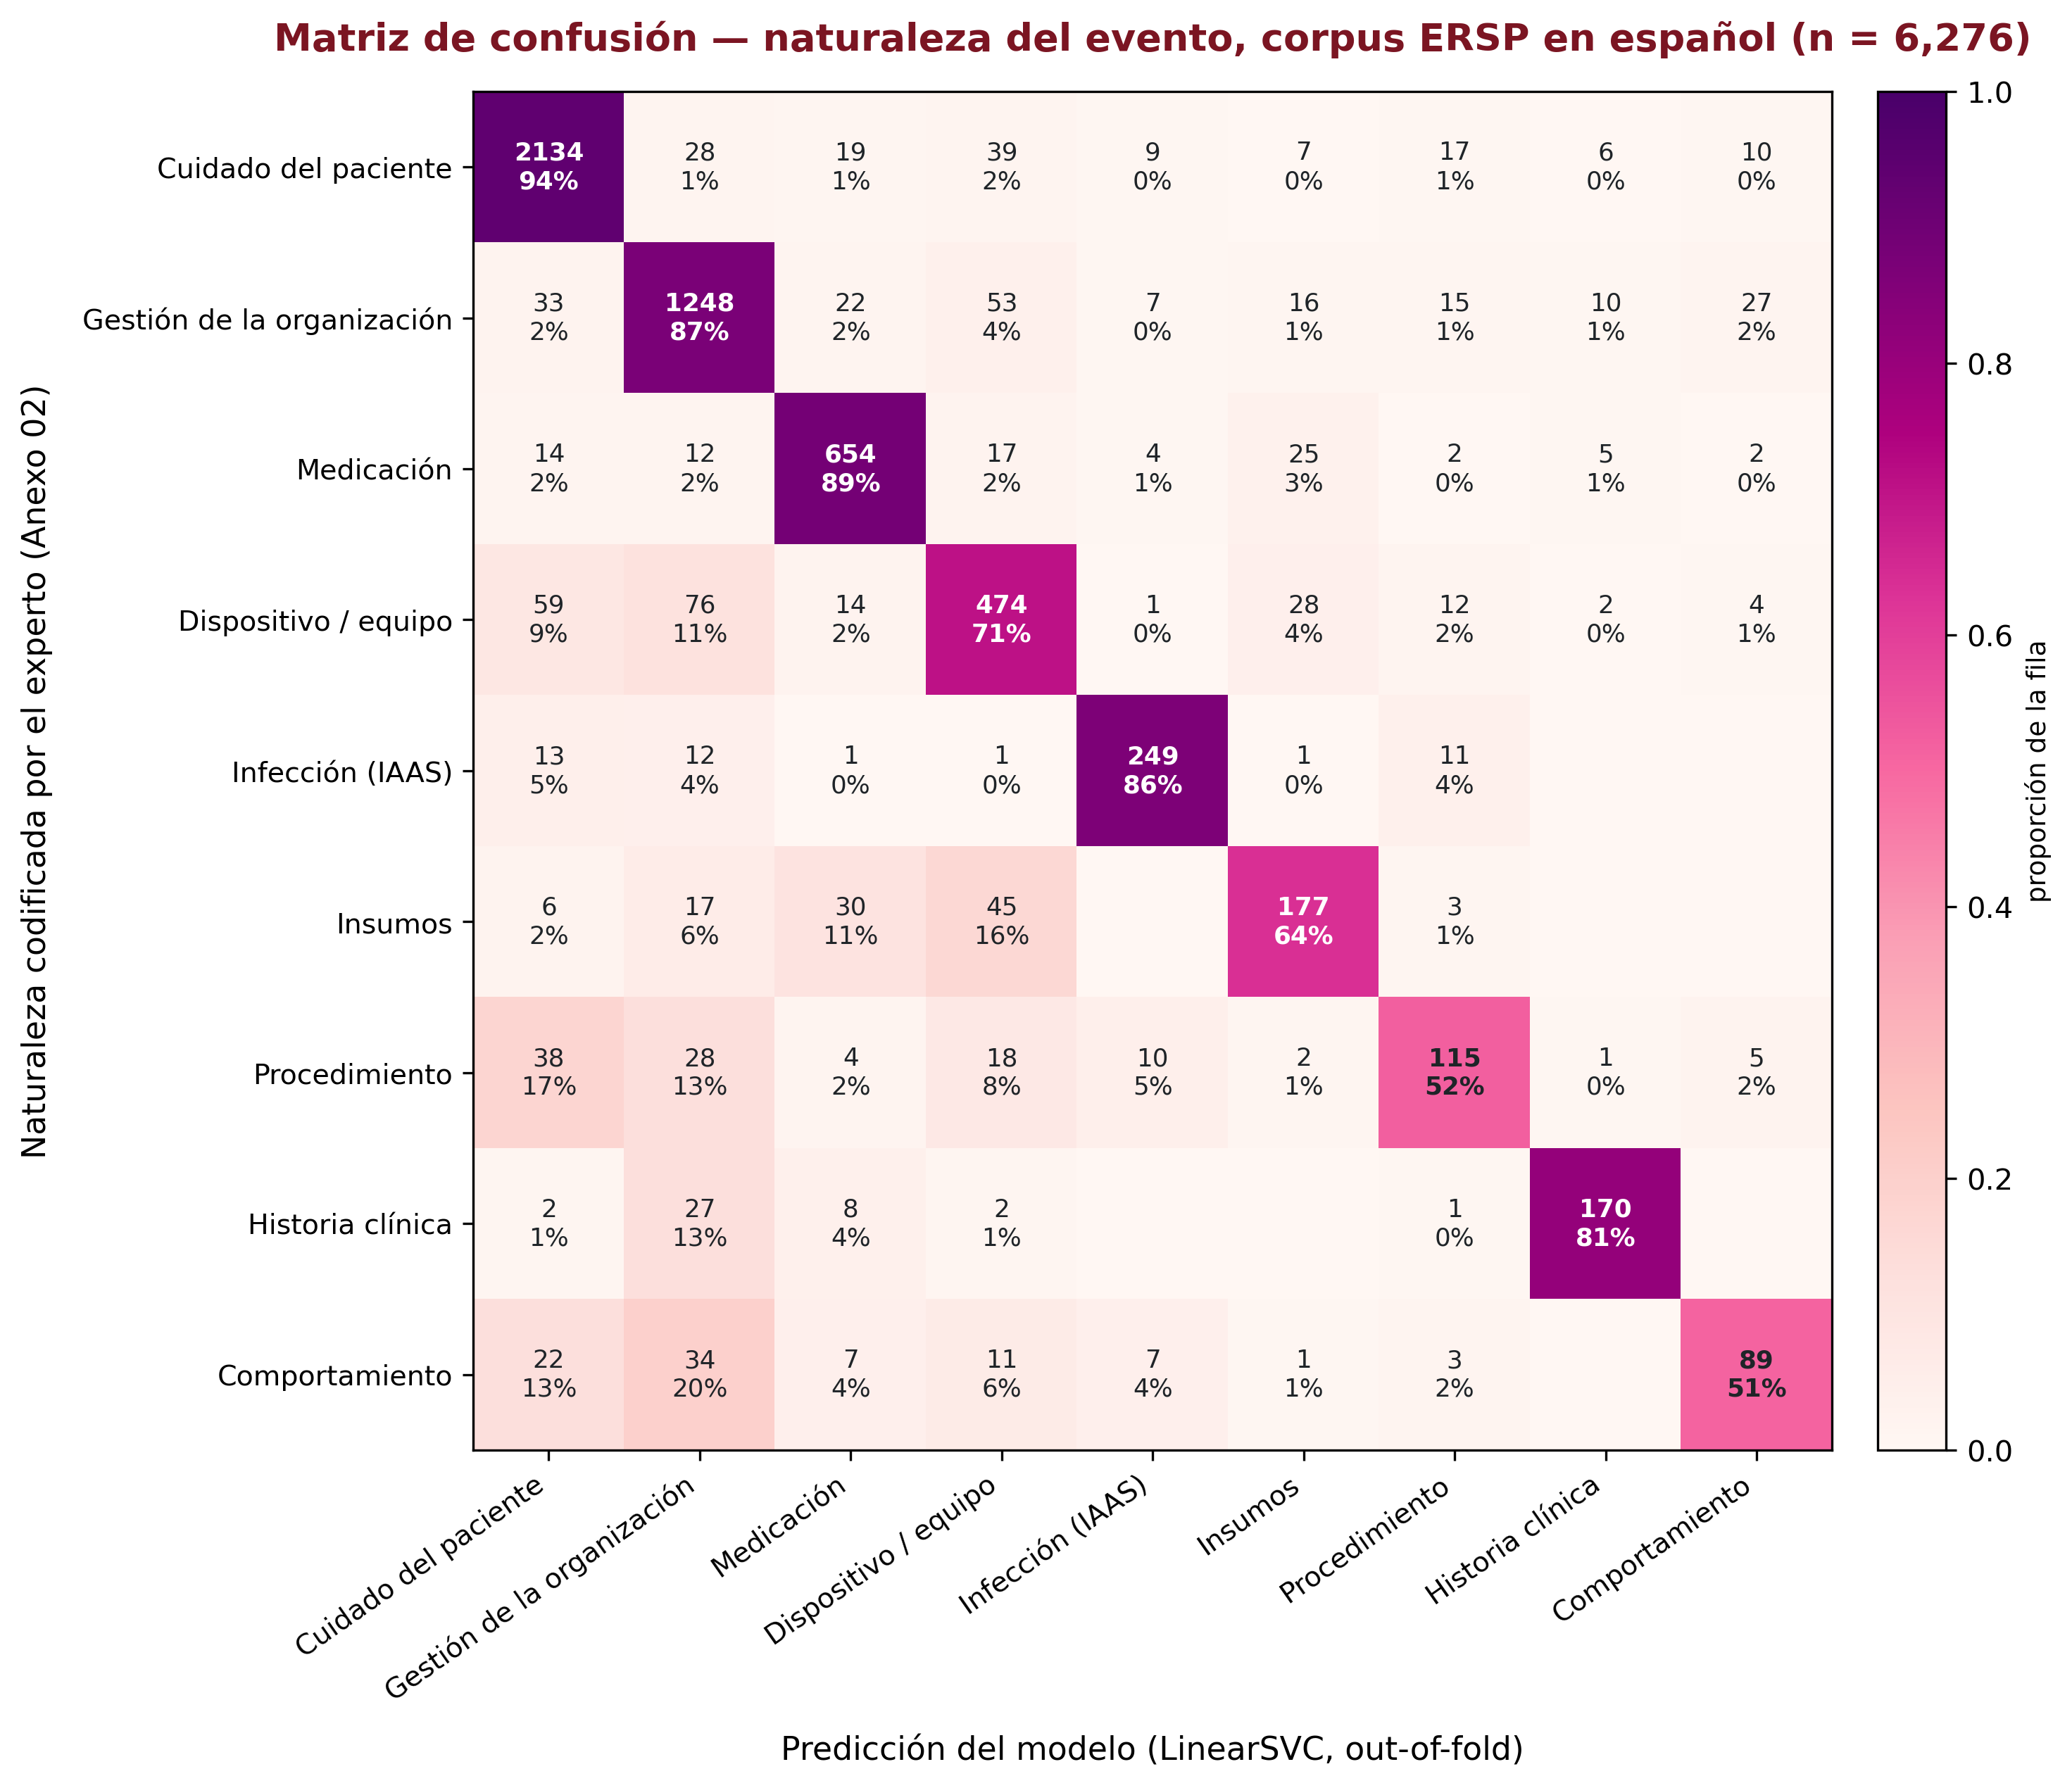 Matriz de confusión — naturaleza del evento, corpus ERSP en español (n = 6,276)
Naturaleza codificada por el experto (Anexo 02)
Cuidado del paciente
2134 28 19 39 9 7 17 6 10
94% 1% 1% 2% 0% 0% 1% 0% 0%
Gestión de la organización
33 1248 22 53 7 16 15 10 27
2% 87% 2% 4% 0% 1% 1% 1% 2%
Medicación
14 12 654 17 4 25 2 5 2
2% 2% 89% 2% 1% 3% 0% 1% 0%
Dispositivo / equipo
59 76 14 474 1 28 12 2 4
9% 11% 2% 71% 0% 4% 2% 0% 1%
Infección (IAAS)
13 12 1 1 249 1 11
5% 4% 0% 0% 86% 0% 4%
Insumos
6 17 30 45 177 3
2% 6% 11% 16% 64% 1%
Procedimiento
38 28 4 18 10 2 115 1 5
17% 13% 2% 8% 5% 1% 52% 0% 2%
Historia clínica
2 27 8 2 1 170
1% 13% 4% 1% 0% 81%
Comportamiento
22 34 7 11 7 1 3 89
13% 20% 4% 6% 4% 1% 2% 51%
Cuidado del paciente
Gestión de la organización
Medicación
Dispositivo / equipo
Infección (IAAS)
Insumos
Procedimiento
Historia clínica
Comportamiento
Predicción del modelo (LinearSVC, out-of-fold)
1.0
0.8
0.6
0.4
0.2
0.0
proporción de la fila